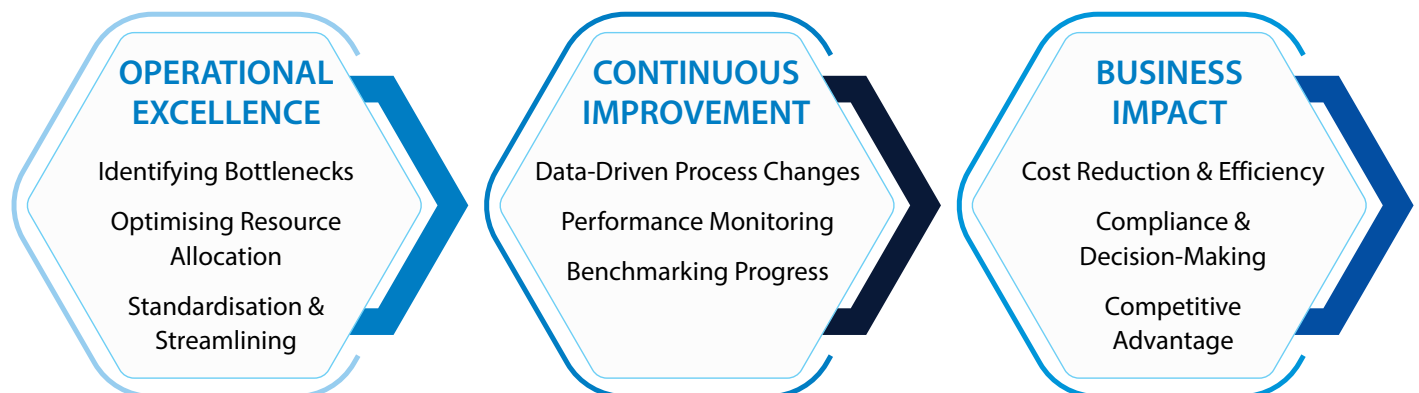 OPERATIONAL
EXCELLENCE
Identifying Bottlenecks
Optimising Resource
Allocation
Standardisation &
Streamlining
CONTINUOUS
IMPROVEMENT
Data-Driven Process Changes
Performance Monitoring
Benchmarking Progress
BUSINESS
IMPACT
Cost Reduction & Efficiency
Compliance &
Decision-Making
Competitive
Advantage